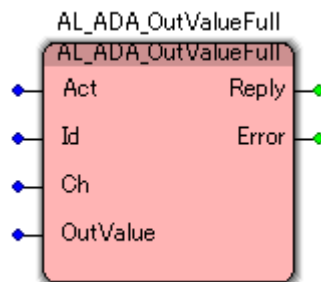 AL_ADA_OutValueFull
AL_ADA_OutValueFull
Act Reply
Id Error
Ch
OutValue